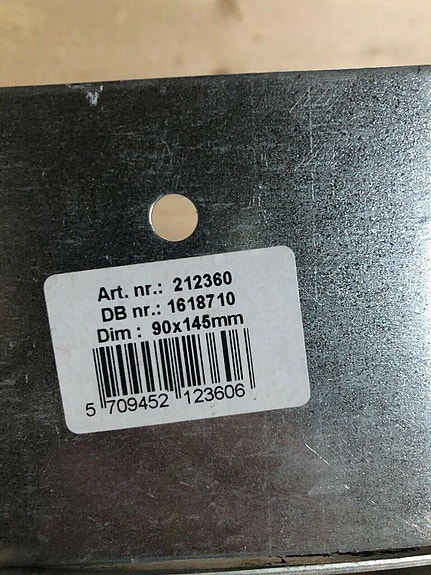 Art. nr.: 212360
DB nr.: 1618710
Dim : 90x145mm
5 709452 123606